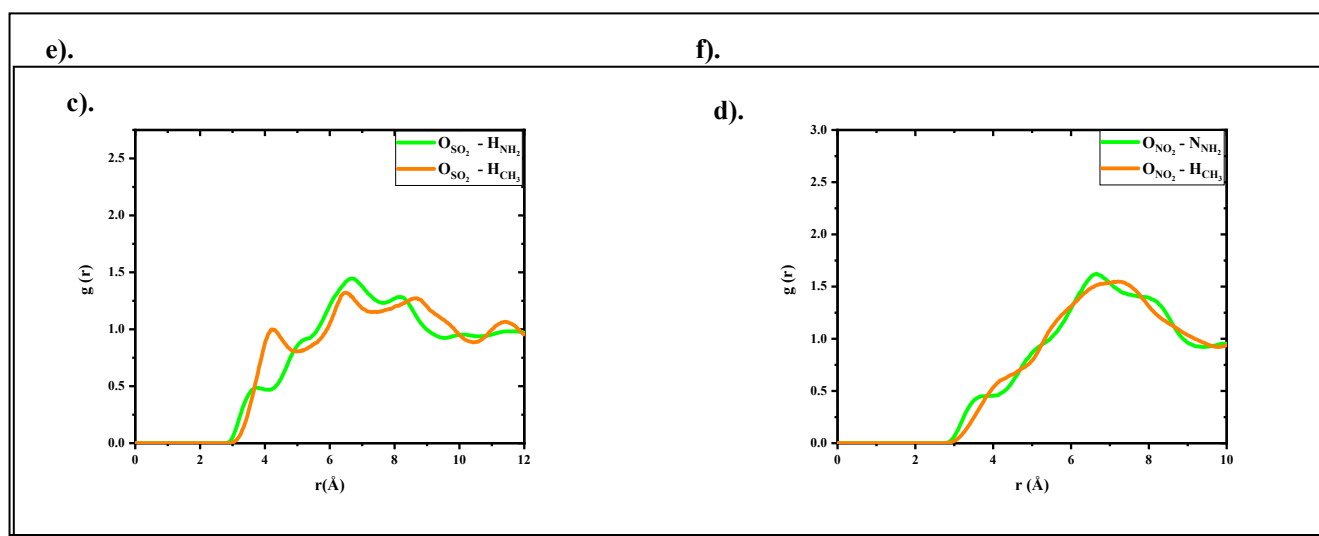 e).
f).
c).
d).
O_SO₂ - H_NH₂
O_SO₂ - H_CH₃
2.5
2.0
1.5
1.0
0.5
0.0
g (r)
0 2 4 6 8 10 12
r(Å)
O_NO₂ - N_NH₂
O_NO₂ - H_CH₃
3.0
2.5
2.0
1.5
1.0
0.5
0.0
g(r)
0 2 4 6 8 10
r (Å)